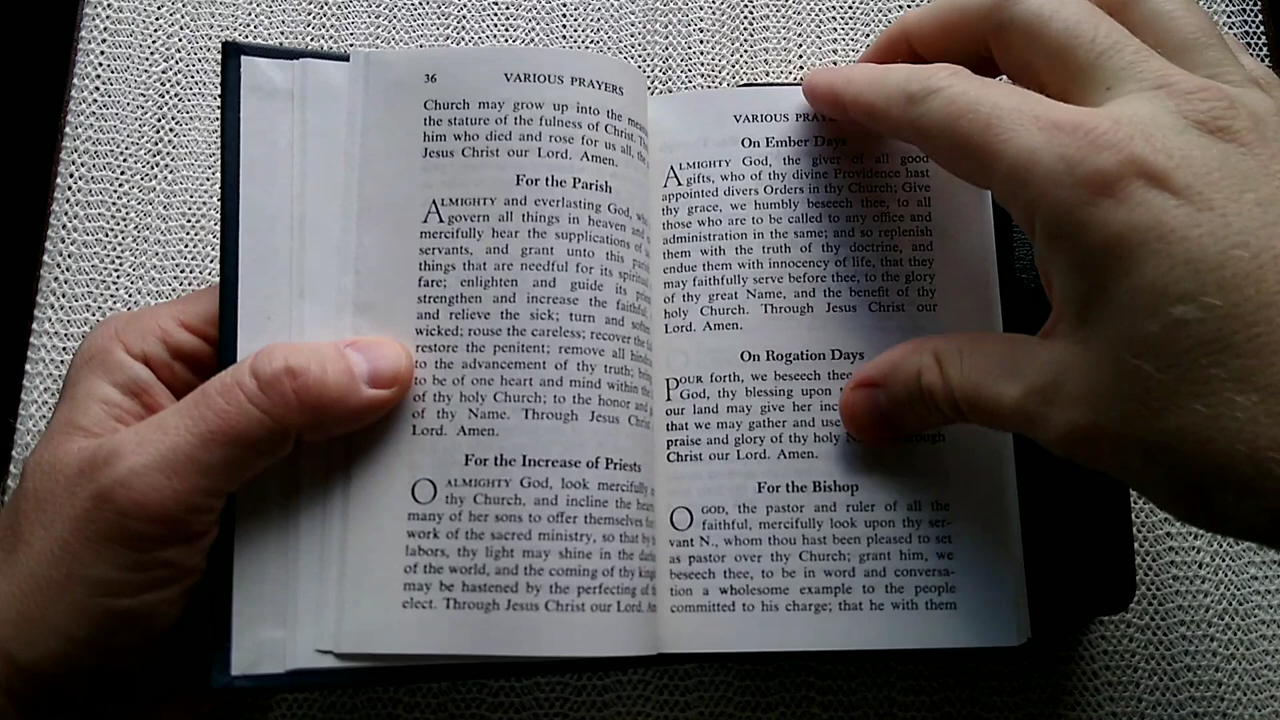 36 VARIOUS PRAYERS
Church may grow up into the
the stature of the fulness of Christ.
him who died and rose for us all, the
Jesus Christ our Lord. Amen.
For the Parish
ALMIGHTY and everlasting God,
govern all things in heaven and
mercifully hear the supplications of
servants, and grant unto this
things that are needful for its
fare; enlighten and guide its
strengthen and increase the faithful,
and relieve the sick; turn and
wicked; rouse the careless; recover the
restore the penitent; remove all
to the advancement of thy truth;
to be of one heart and mind within the
of thy holy Church; to the honor and
of thy Name. Through Jesus
Lord. Amen.
For the Increase of Priests
O ALMIGHTY God, look mercifully
thy Church, and incline the
many of her sons to offer themselves for
work of the sacred ministry, so that by
labors, thy light may shine in the
of the world, and the coming of thy
may be hastened by the perfecting of
elect. Through Jesus Christ our Lord.
VARIOUS
On Ember Days
ALMIGHTY God, the giver of all good
gifts, who of thy divine Providence hast
appointed divers Orders in thy Church; Give
thy grace, we humbly beseech thee, to all
those who are to be called to any office and
administration in the same; and so replenish
them with the truth of thy doctrine, and
endue them with innocency of life, that they
may faithfully serve before thee, to the glory
of thy great Name, and the benefit of thy
holy Church. Through Jesus Christ our
Lord. Amen.
On Rogation Days
POUR forth, we beseech thee
God, thy blessing upon
our land may give her
that we may gather and use
praise and glory of thy holy
Christ our Lord. Amen.
For the Bishop
O GOD, the pastor and ruler of all the
faithful, mercifully look upon thy ser-
vant N., whom thou hast been pleased to set
as pastor over thy Church; grant him, we
beseech thee, to be in word and conversa-
tion a wholesome example to the people
committed to his charge; that he with them